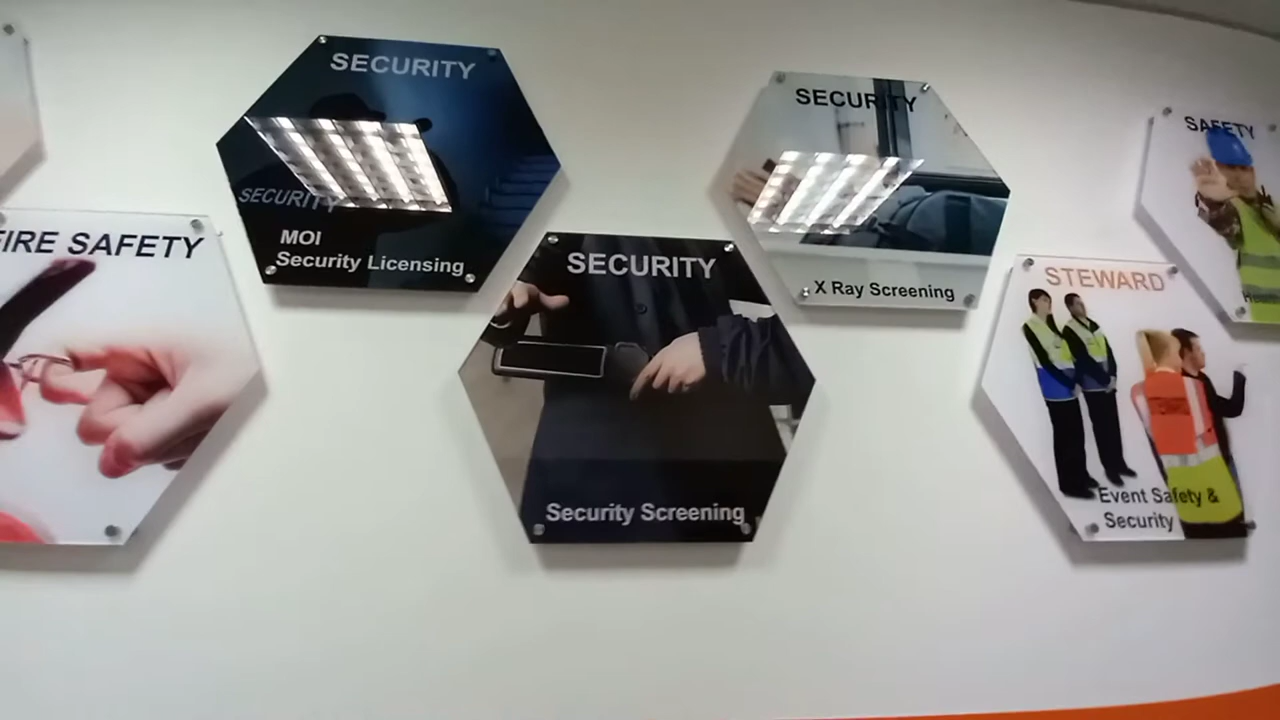 SECURITY
SECURITY
MOI
Security Licensing
FIRE SAFETY
SECURITY
Security Screening
SECURITY
X Ray Screening
STEWARD
Event Safety &
Security
SAFETY